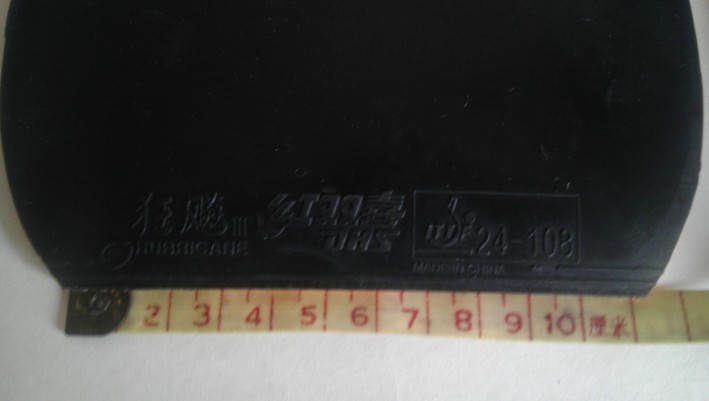 狂飚III 红双喜
HURRICANE DHS ITTF 24-108
MADE IN CHINA
2 3 4 5 6 7 8 9 10 厘米